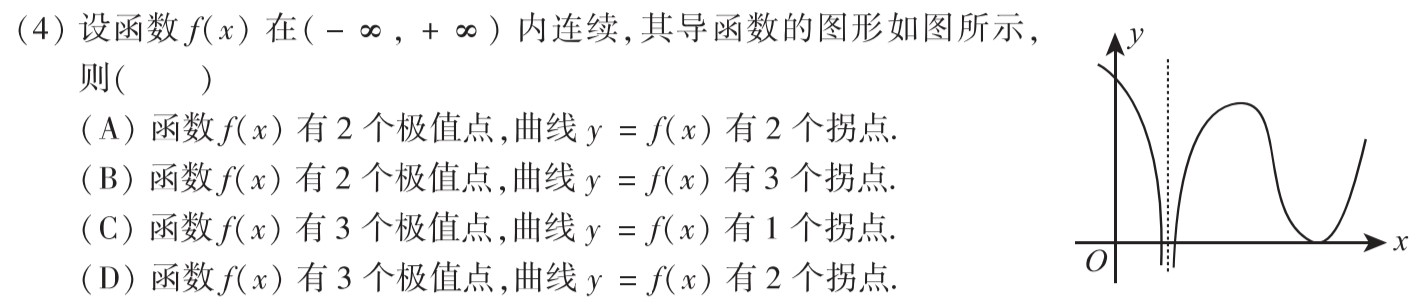 (4) 设函数 f(x) 在(-∞, +∞) 内连续,其导函数的图形如图所示,
则(  )
(A) 函数 f(x) 有 2 个极值点,曲线 y = f(x) 有 2 个拐点.
(B) 函数 f(x) 有 2 个极值点,曲线 y = f(x) 有 3 个拐点.
(C) 函数 f(x) 有 3 个极值点,曲线 y = f(x) 有 1 个拐点.
(D) 函数 f(x) 有 3 个极值点,曲线 y = f(x) 有 2 个拐点.
y
O
x